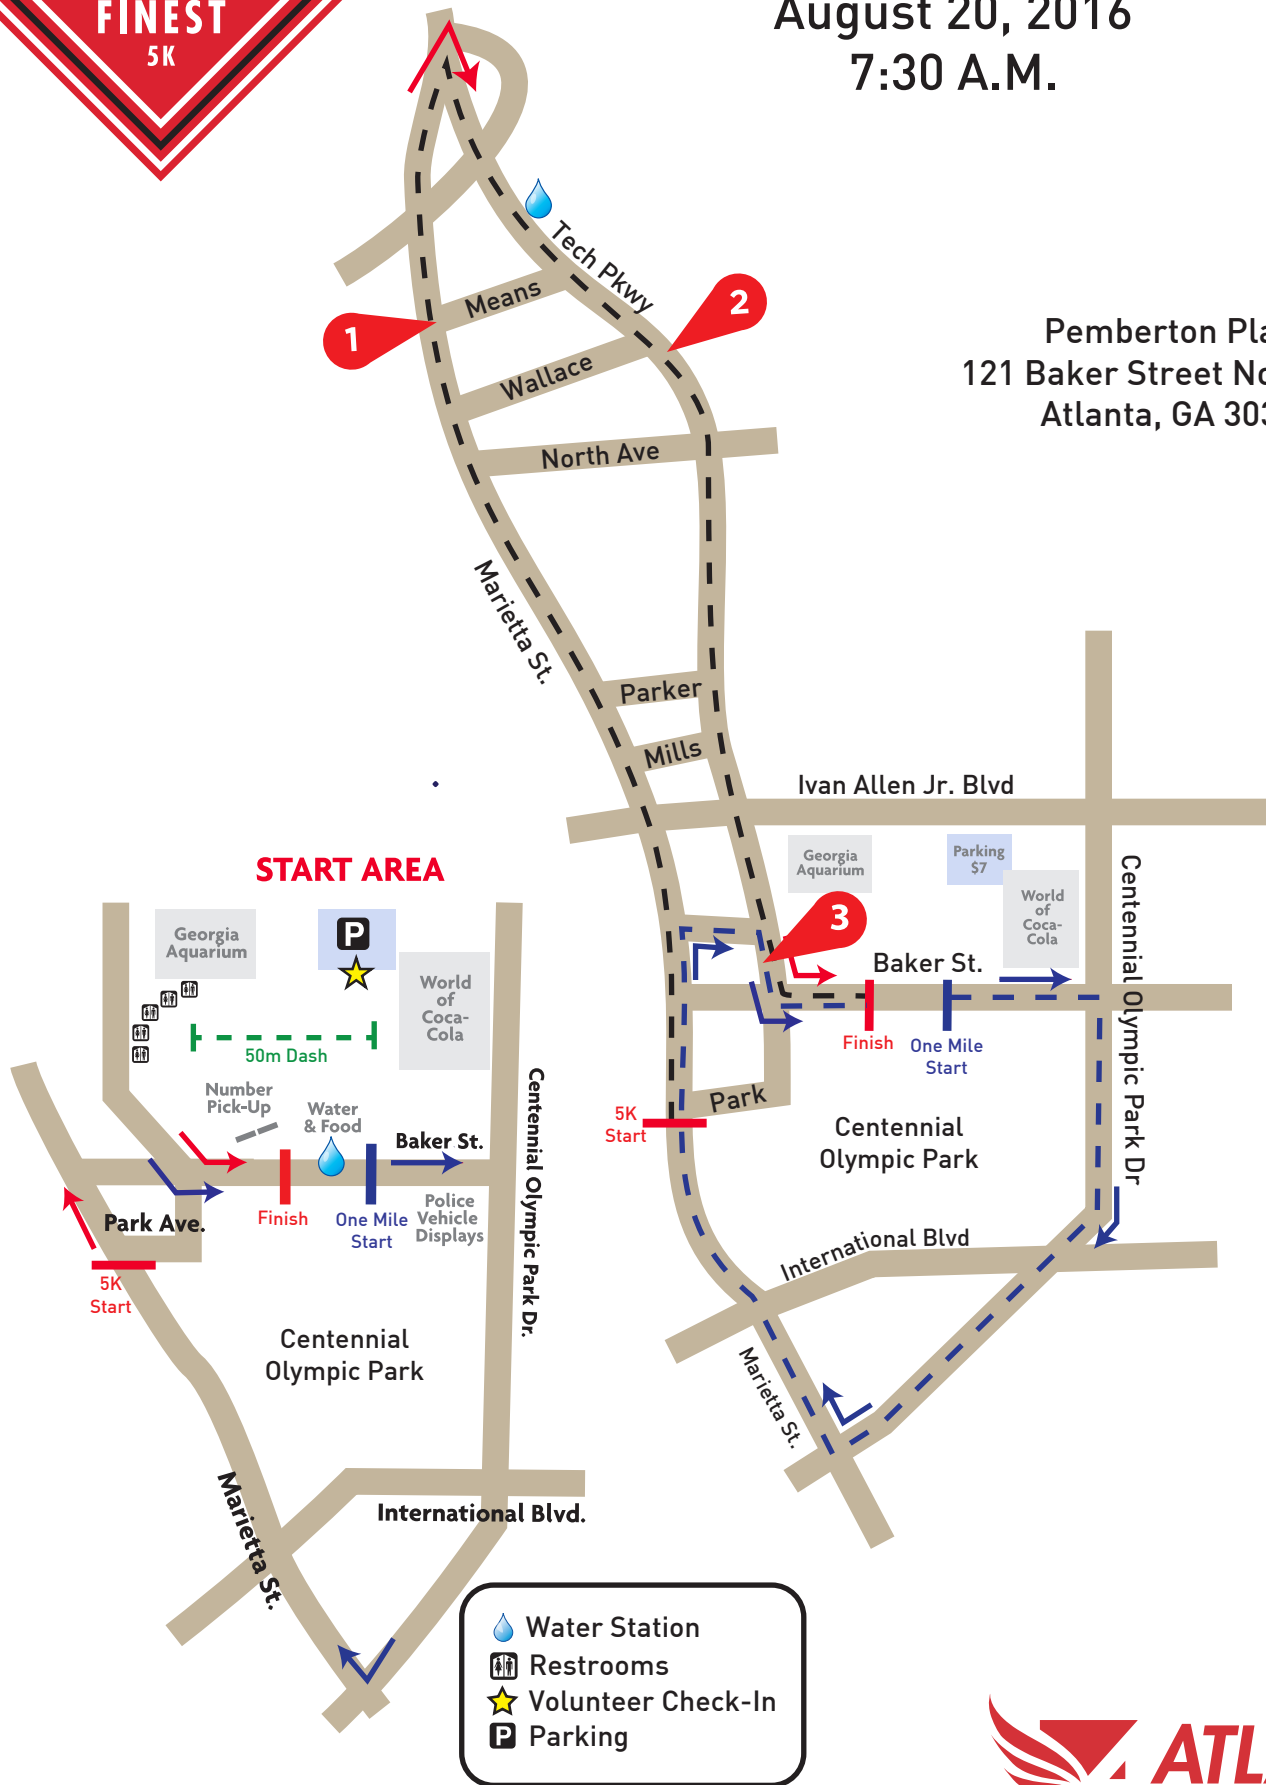 FINEST
5K
August 20, 2016
7:30 A.M.
Tech Pkwy
Means
1
2
Wallace
Pemberton Pla
121 Baker Street No
Atlanta, GA 303
North Ave
Marietta St.
Parker
Mills
Ivan Allen Jr. Blvd
Georgia
Aquarium
Parking
$7
World
of
Coca-
Cola
Centennial Olympic Park Dr
3
Baker St.
Finish
One Mile
Start
Park
5K
Start
Centennial
Olympic Park
International Blvd
Marietta St.
START AREA
Georgia
Aquarium
P
World
of
Coca-
Cola
50m Dash
Number
Pick-Up
Water
& Food
Baker St.
Centennial Olympic Park Dr.
Park Ave.
Finish
One Mile
Start
Police
Vehicle
Displays
5K
Start
Centennial
Olympic Park
Marietta St.
International Blvd.
Water Station
Restrooms
Volunteer Check-In
P Parking
ATL